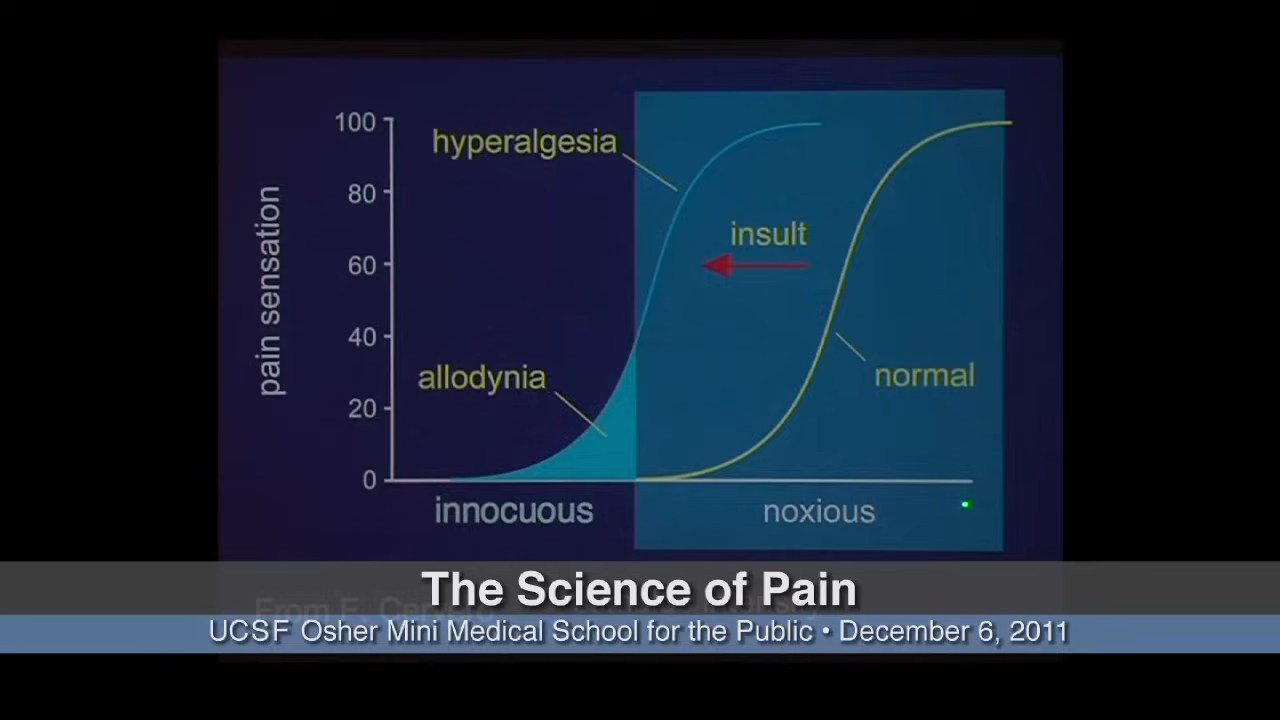 100
hyperalgesia
80
insult
60
pain sensation
40
allodynia
normal
20
0
innocuous
noxious
The Science of Pain
UCSF Osher Mini Medical School for the Public • December 6, 2011